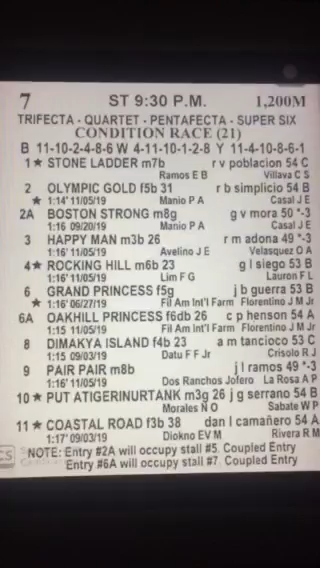 7 ST 9:30 P.M. 1,200M
TRIFECTA - QUARTET - PENTAFECTA - SUPER SIX
CONDITION RACE (21)
B 11-10-2-4-8-6 W 4-11-10-1-2-8 Y 11-4-10-8-6-1
1 ★ STONE LADDER m7b r v poblacion 54 C
Ramos E B Villava C S
2 OLYMPIC GOLD f5b 31 r b simplicio 54 B
★ 1:14' 11/05/19 Manio P A Casal J E
2A BOSTON STRONG m8g g v mora 50 *-3
1:16 09/20/19 Manio P A Casal J E
3 HAPPY MAN m3b 26 r m adona 49 *-3
1:16' 11/05/19 Avelino J E Velasquez O A
4 ★ ROCKING HILL m6b 23 g l siego 53 B
1:16' 11/05/19 Lim F G Lauron F L
6 GRAND PRINCESS f5g j b guerra 53 B
★ 1:16' 06/27/19 Fil Am Int'l Farm Florentino J M Jr
6A OAKHILL PRINCESS f6db 26 c p henson 54 A
1:15 11/05/19 Fil Am Int'l Farm Florentino J M Jr
8 DIMAKYA ISLAND f4b 23 a m tancioco 53 C
1:15 09/03/19 Datu F F Jr Crisolo R J
9 PAIR PAIR m8b j l ramos 49 *-3
1:16' 11/05/19 Dos Ranchos Jofero La Rosa A P
10 ★ PUT ATIGERINURTANK m3g 26 j g serrano 54 B
Morales N O Sabate W P
11 ★ COASTAL ROAD f3b 38 dan l camañero 54 A
1:17' 09/03/19 Diokno EV M Rivera R M
NOTE: Entry #2A will occupy stall #5. Coupled Entry
Entry #6A will occupy stall #7. Coupled Entry